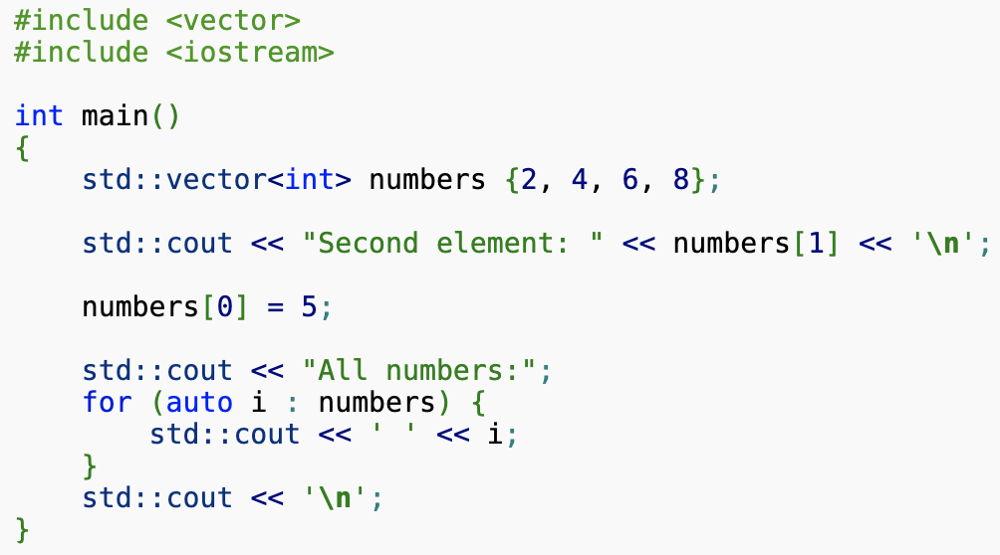 #include <vector>
#include <iostream>

int main()
{
    std::vector<int> numbers {2, 4, 6, 8};

    std::cout << "Second element: " << numbers[1] << '\n';

    numbers[0] = 5;

    std::cout << "All numbers:";
    for (auto i : numbers) {
        std::cout << ' ' << i;
    }
    std::cout << '\n';
}